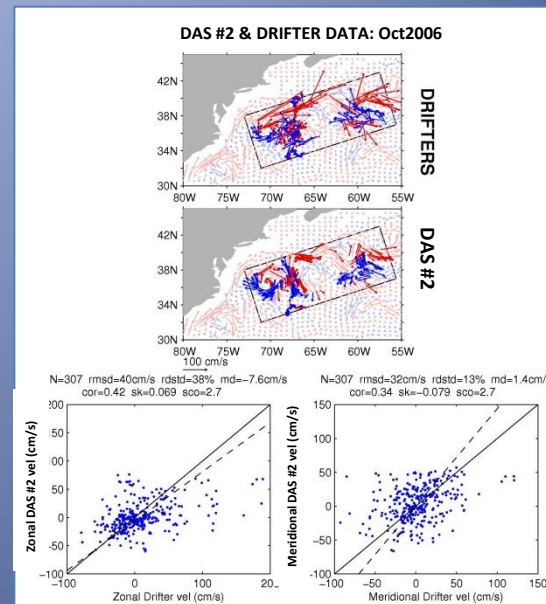 DAS #2 & DRIFTER DATA: Oct2006
42N
38N
34N
30N
80W 75W 70W 65W 60W 55W
DRIFTERS
42N
38N
34N
30N
80W 75W 70W 65W 60W 55W
DAS #2
100 cm/s
N=307 rmsd=40cm/s rdstd=38% md=-7.6cm/s
cor=0.42 sk=0.069 sco=2.7
200
150
100
50
0
-50
-100
-100 0 100 200
Zonal DAS #2 vel (cm/s)
Zonal Drifter vel (cm/s)
N=307 rmsd=32cm/s rdstd=13% md=1.4cm/s
cor=0.34 sk=-0.079 sco=2.7
150
100
50
0
-50
-100
-100 -50 0 50 100 150
Meridional DAS #2 vel (cm/s)
Meridional Drifter vel (cm/s)